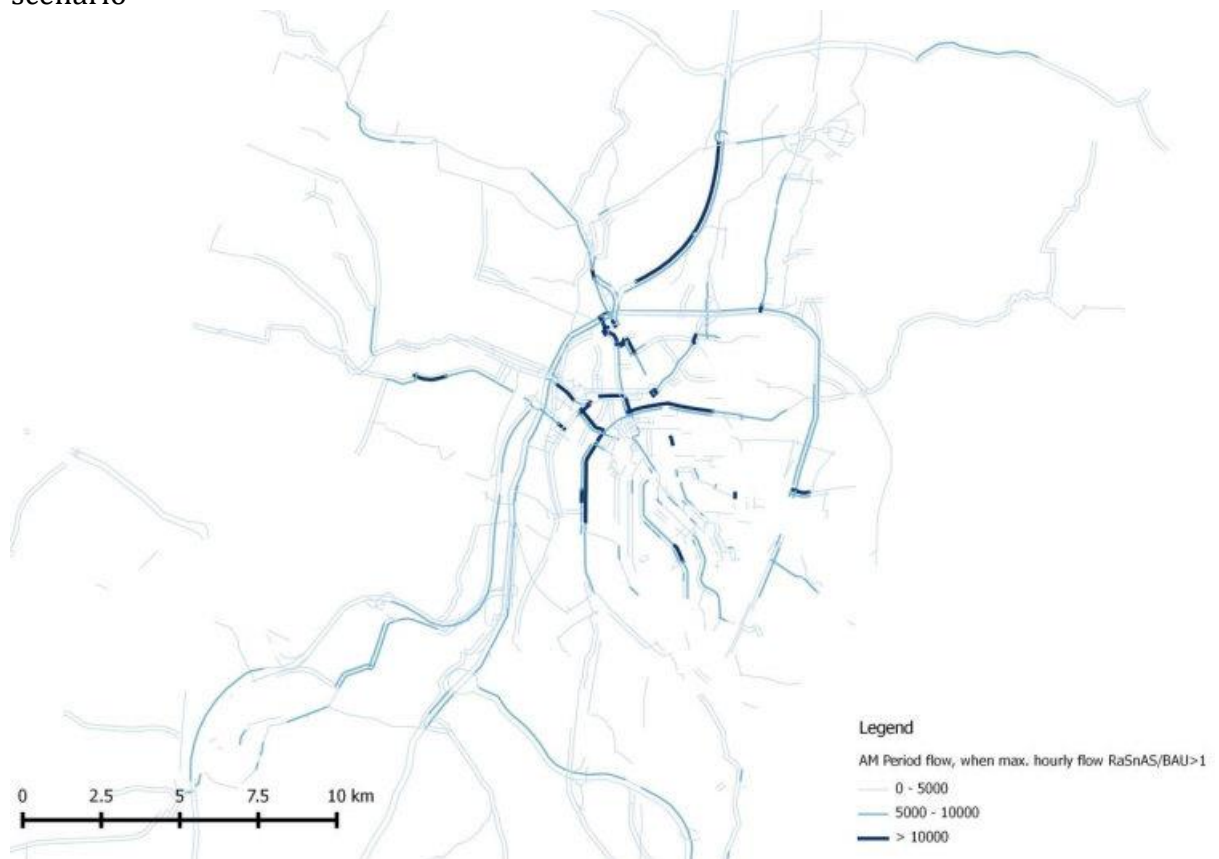 scenario
Legend
AM Period flow, when max. hourly flow RaSnAS/BAU>1
0 - 5000
5000 - 10000
> 10000
0 2.5 5 7.5 10 km